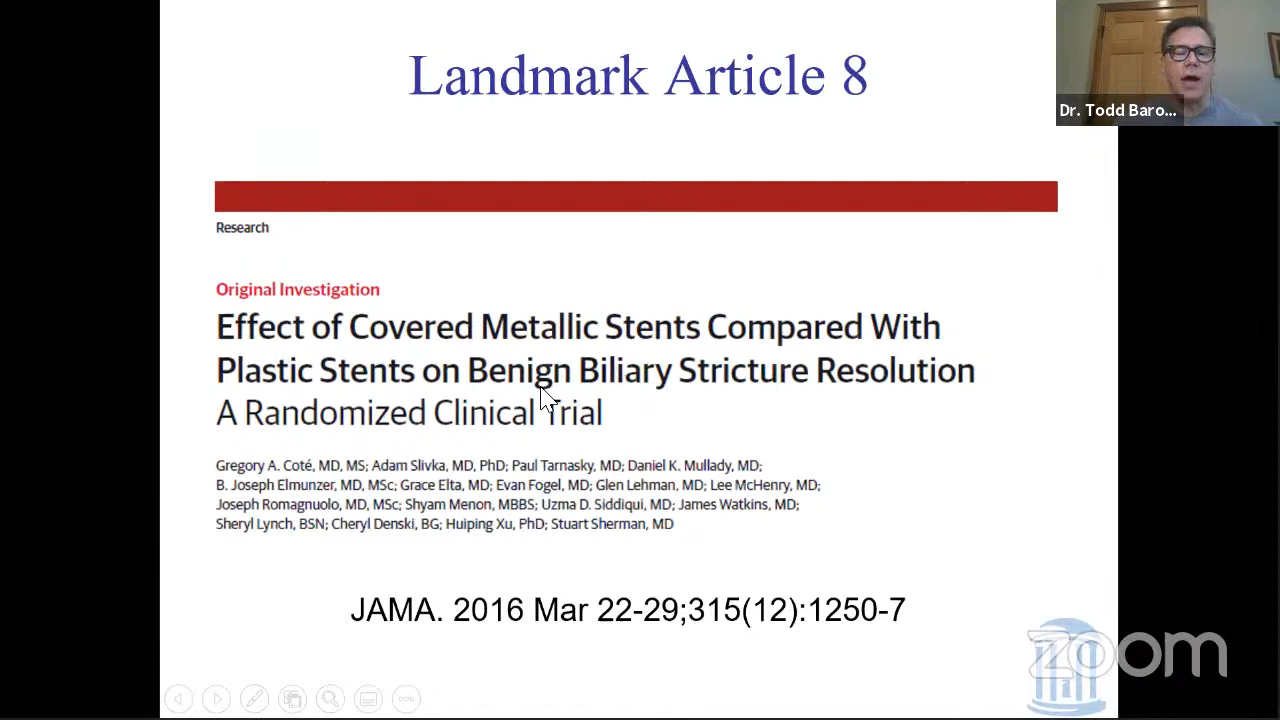 Landmark Article 8
Dr. Todd Baro...
Research
Original Investigation
Effect of Covered Metallic Stents Compared With
Plastic Stents on Benign Biliary Stricture Resolution
A Randomized Clinical Trial
Gregory A. Coté, MD, MS; Adam Slivka, MD, PhD; Paul Tarnasky, MD; Daniel K. Mullady, MD;
B. Joseph Elmunzer, MD, MSc; Grace Elta, MD; Evan Fogel, MD; Glen Lehman, MD; Lee McHenry, MD;
Joseph Romagnuolo, MD, MSc; Shyam Menon, MBBS; Uzma D. Siddiqui, MD; James Watkins, MD;
Sheryl Lynch, BSN; Cheryl Denski, BG; Huiping Xu, PhD; Stuart Sherman, MD
JAMA. 2016 Mar 22-29;315(12):1250-7
zoom